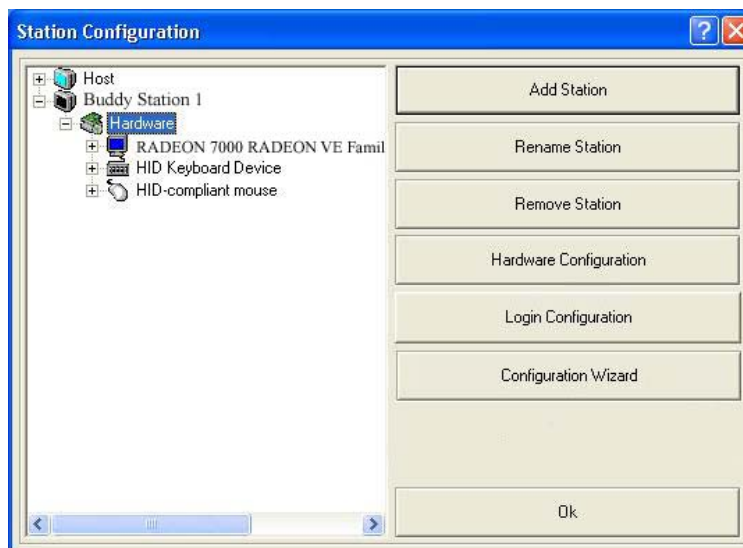 Station Configuration
Host
Buddy Station 1
Hardware
RADEON 7000 RADEON VE Famil
HID Keyboard Device
HID-compliant mouse
Add Station
Rename Station
Remove Station
Hardware Configuration
Login Configuration
Configuration Wizard
Ok